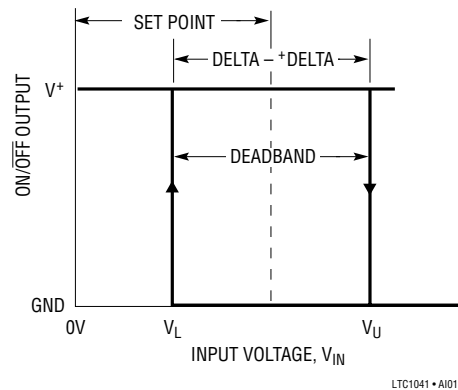 SET POINT
DELTA – +DELTA
V+
DEADBAND
ON/OFF OUTPUT
GND
0V
VL
VU
INPUT VOLTAGE, VIN
LTC1041 • AI01